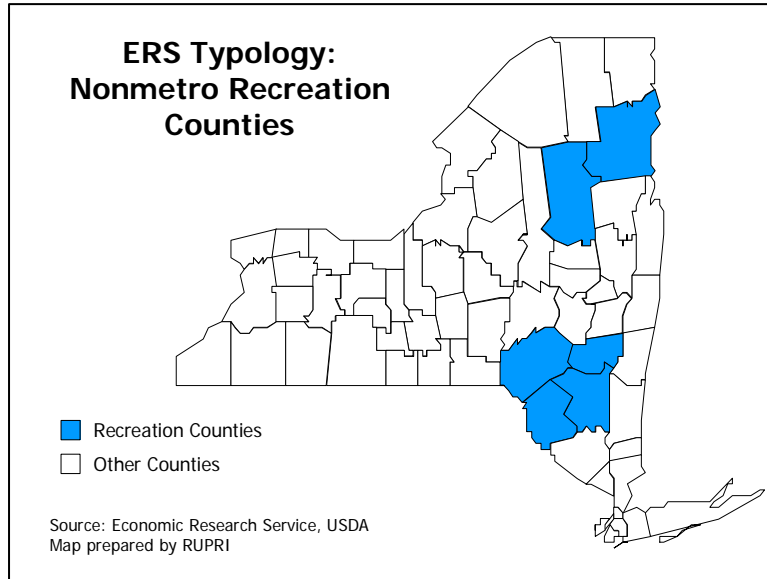 ERS Typology:
Nonmetro Recreation
Counties
Recreation Counties
Other Counties
Source: Economic Research Service, USDA
Map prepared by RUPRI